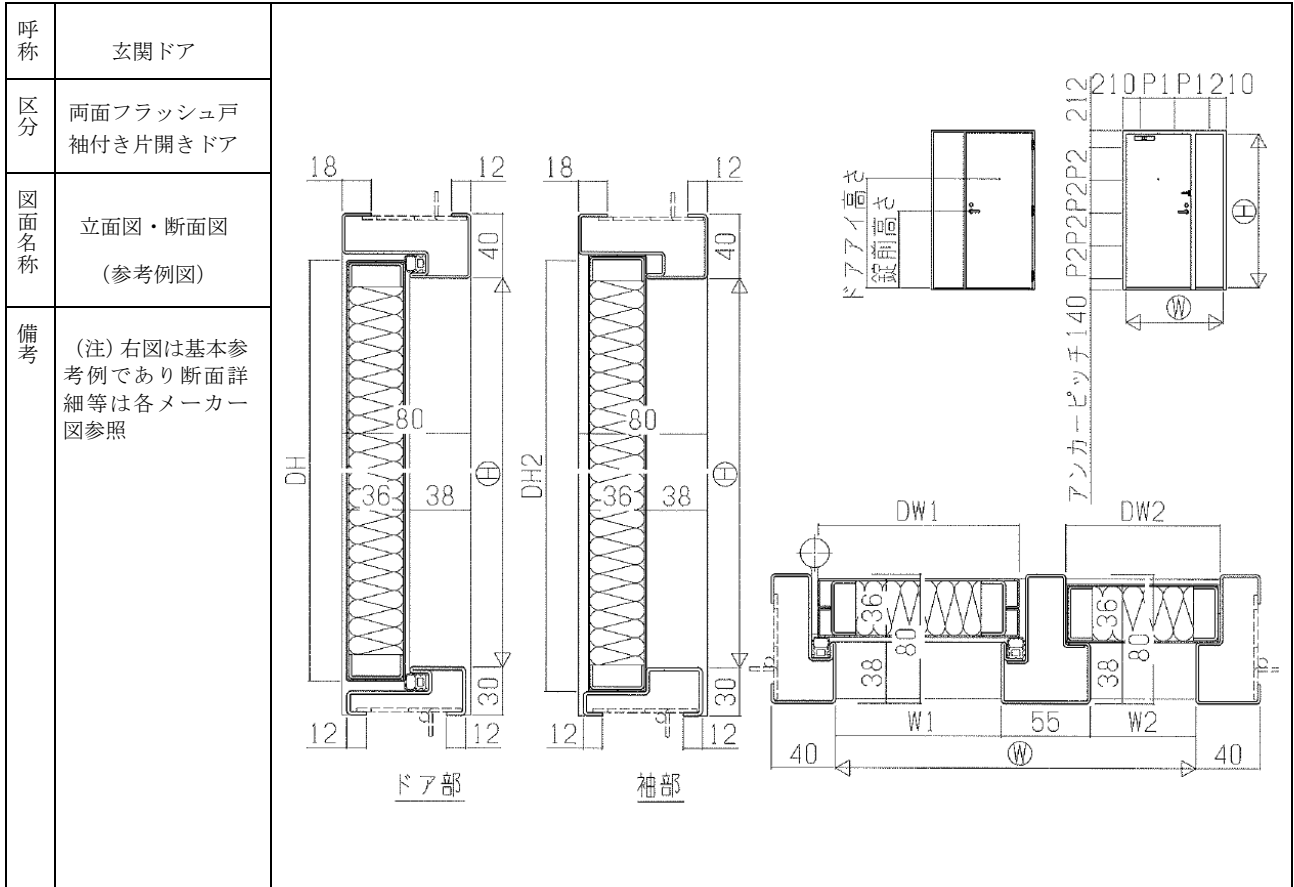 呼称
玄関ドア
区分
両面フラッシュ戸
袖付き片開きドア
図面名称
立面図・断面図
(参考例図)
備考
(注)右図は基本参
考例であり断面詳
細等は各メーカー
図参照
18
12
40
DH
80
36
38
H
30
12
12
ドア部
18
12
40
DH2
80
36
38
H
30
12
12
袖部
ドアアイ高さ
錠前高さ
210 P1 P1 210
アンカーピッチ 140 P2 P2 P2 P2 212
H
W
DW1
DW2
36
80
38
36
80
38
W1
55
W2
40
W
40